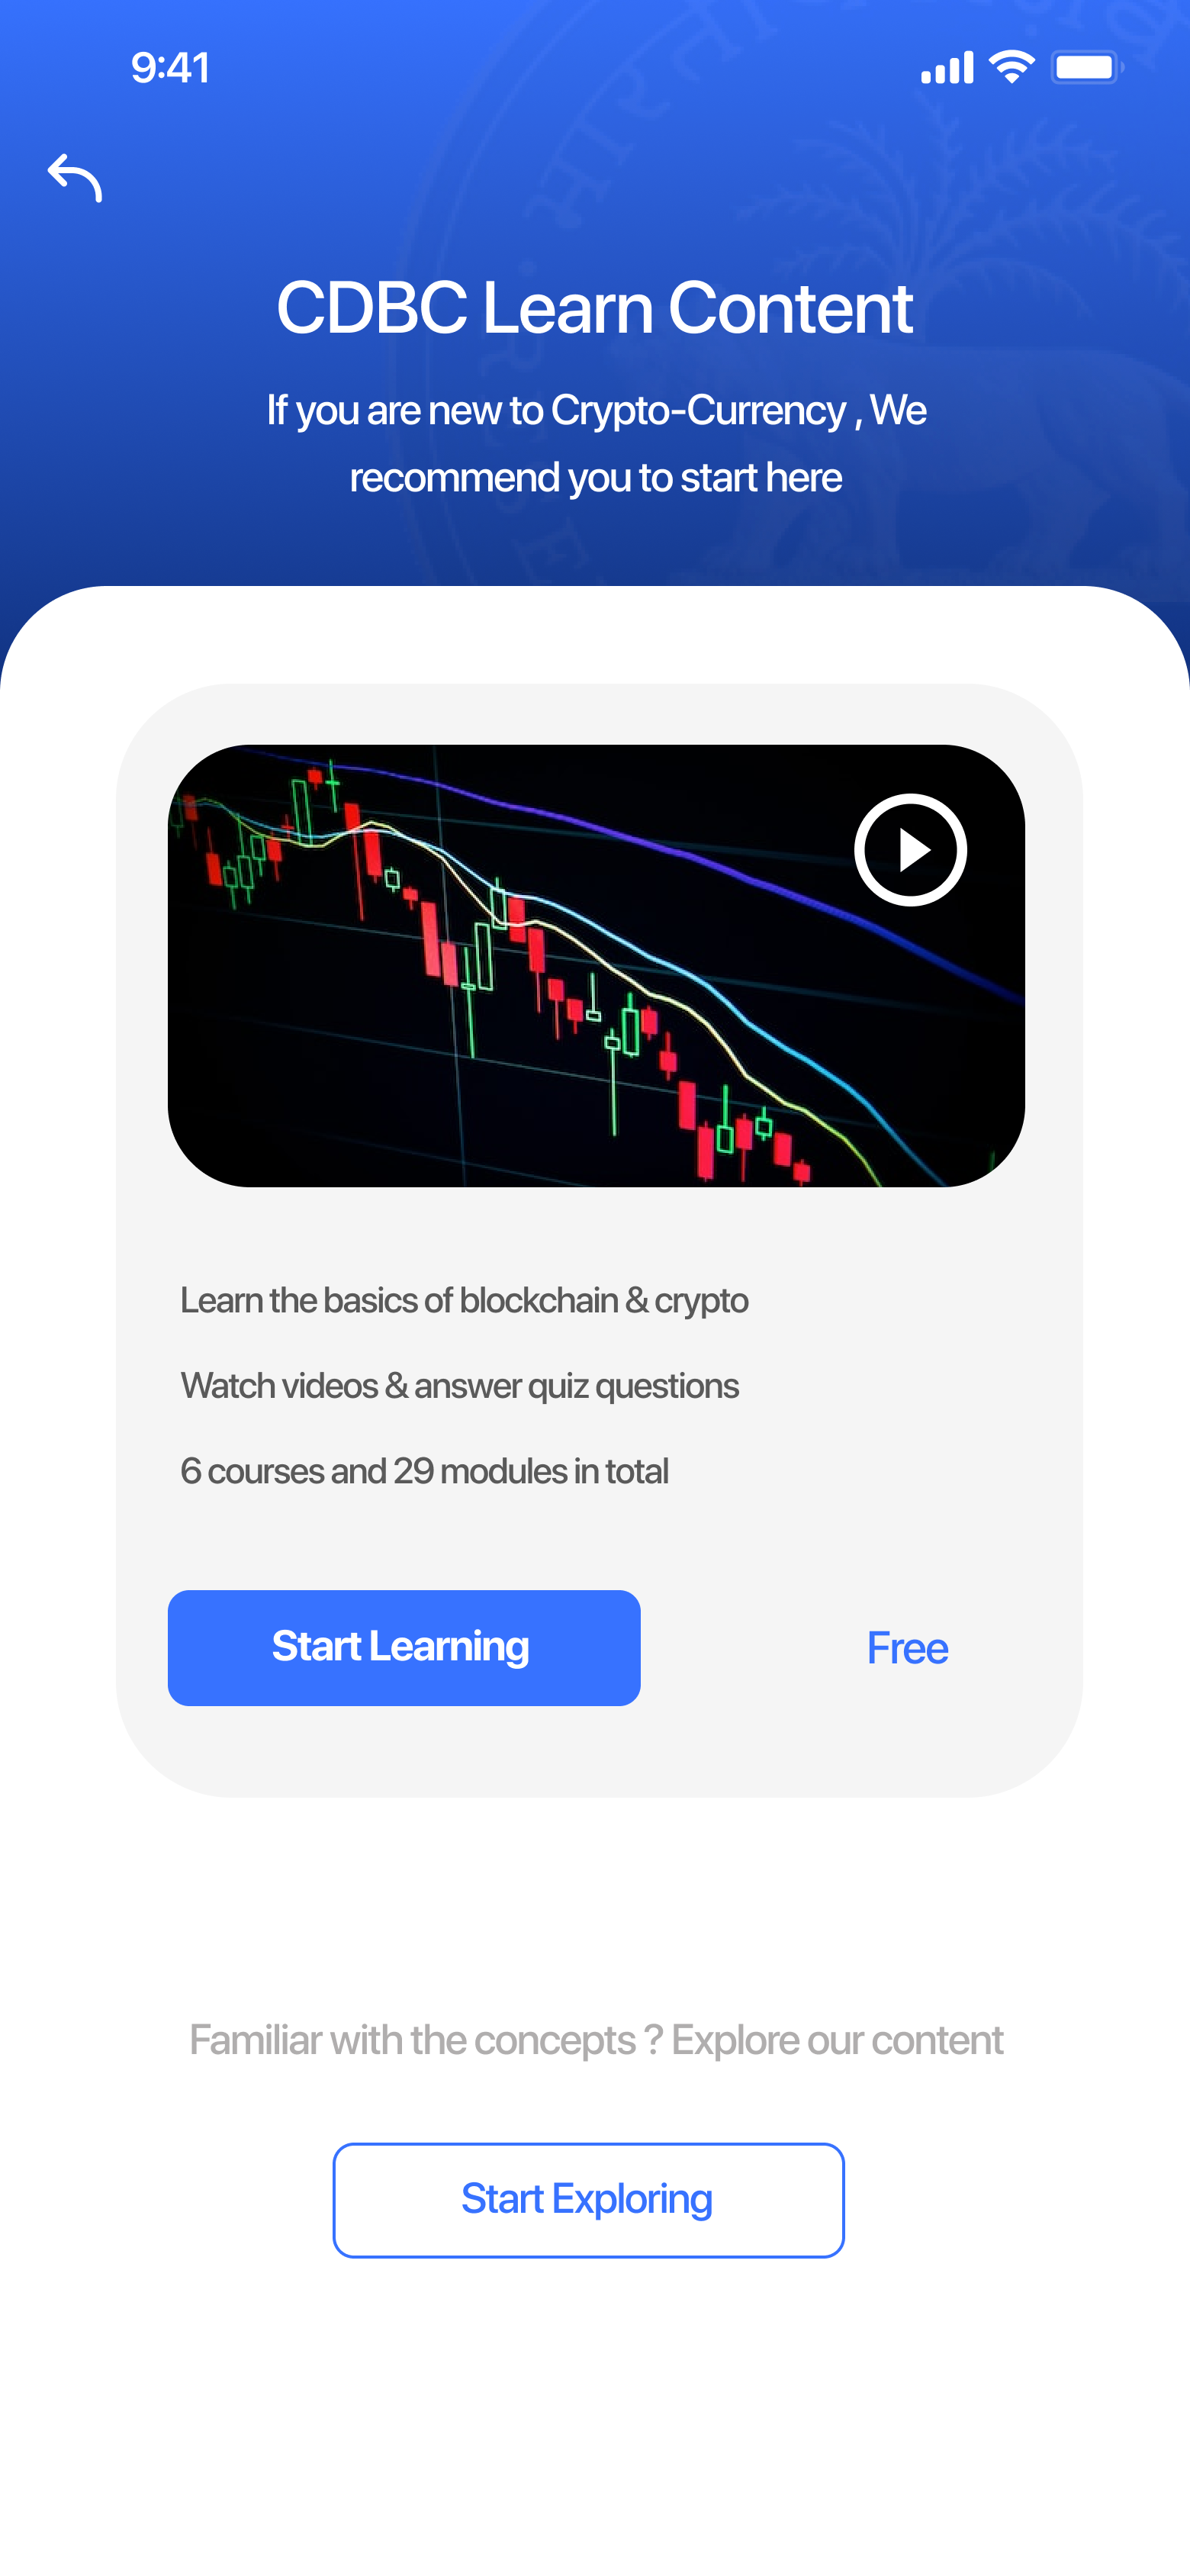 9:41
CDBC Learn Content
If you are new to Crypto-Currency , We
recommend you to start here
Learn the basics of blockchain & crypto
Watch videos & answer quiz questions
6 courses and 29 modules in total
Start Learning
Free
Familiar with the concepts ? Explore our content
Start Exploring